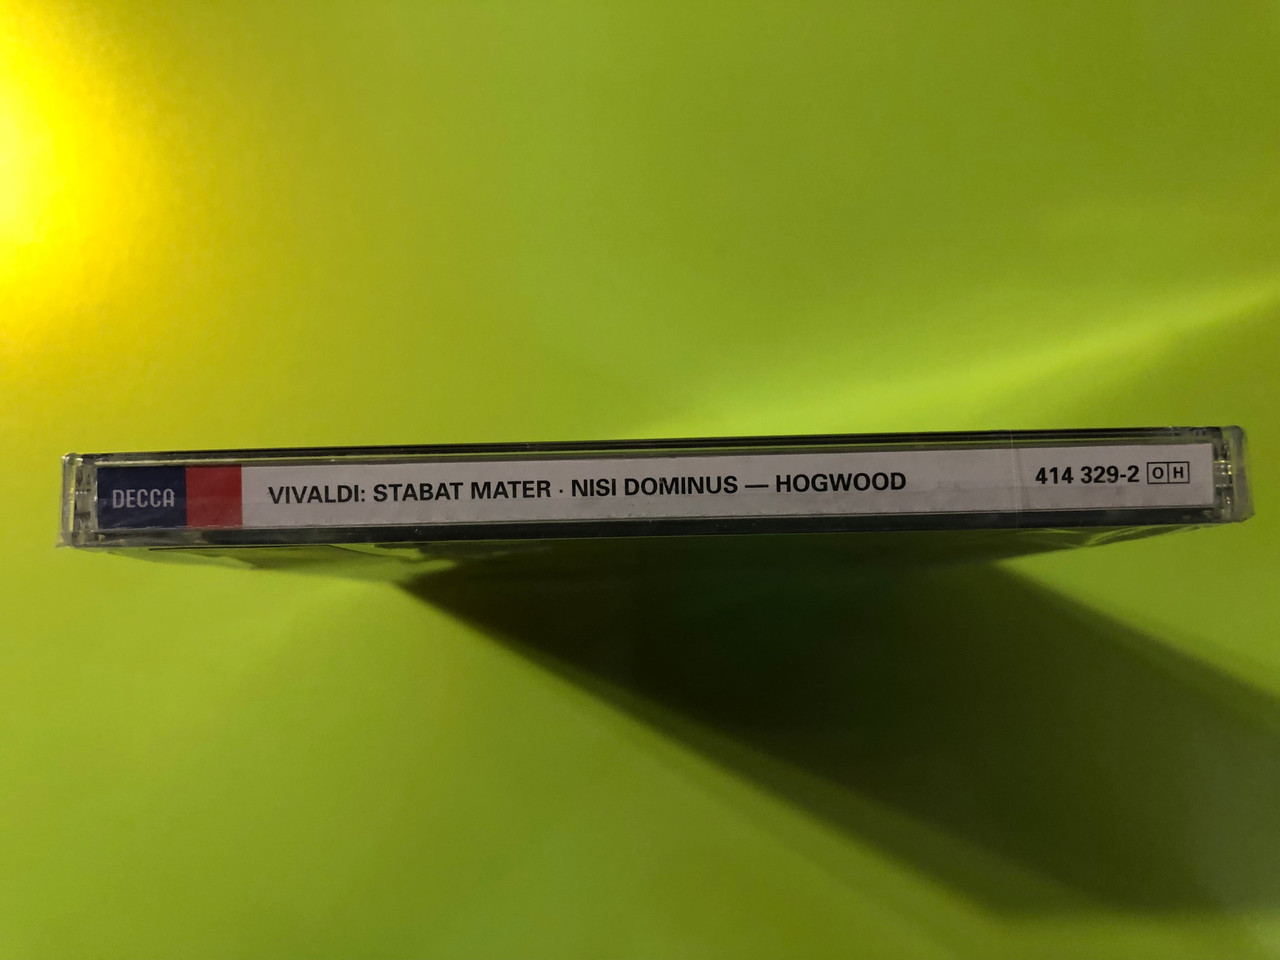 DECCA VIVALDI: STABAT MATER · NISI DOMINUS — HOGWOOD 414 329-2 OH